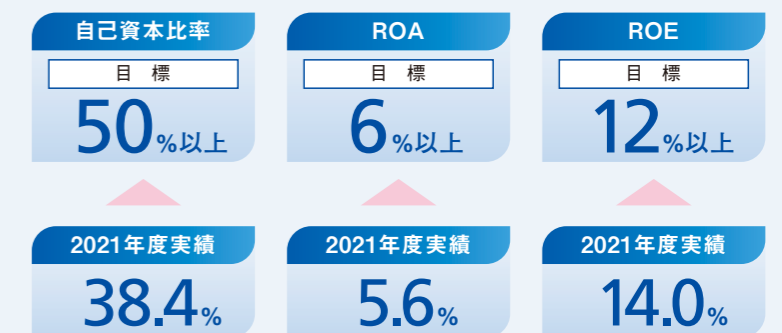 自己資本比率
目 標
50%以上
ROA
目 標
6%以上
ROE
目 標
12%以上
2021年度実績
38.4%
2021年度実績
5.6%
2021年度実績
14.0%